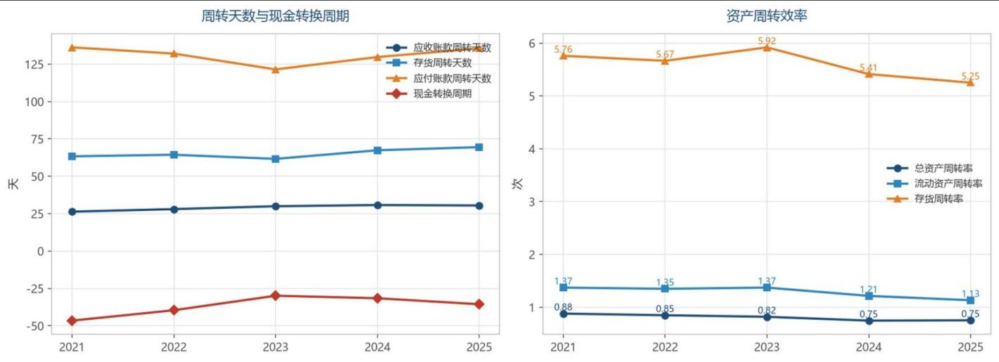 周转天数与现金转换周期
天
125
100
75
50
25
0
-25
-50
2021 2022 2023 2024 2025
应收账款周转天数
存货周转天数
应付账款周转天数
现金转换周期
资产周转效率
次
6
5
4
3
2
1
5.76 5.67 5.92 5.41 5.25
1.37 1.35 1.37 1.21 1.13
0.88 0.85 0.82 0.75 0.75
总资产周转率
流动资产周转率
存货周转率
2021 2022 2023 2024 2025